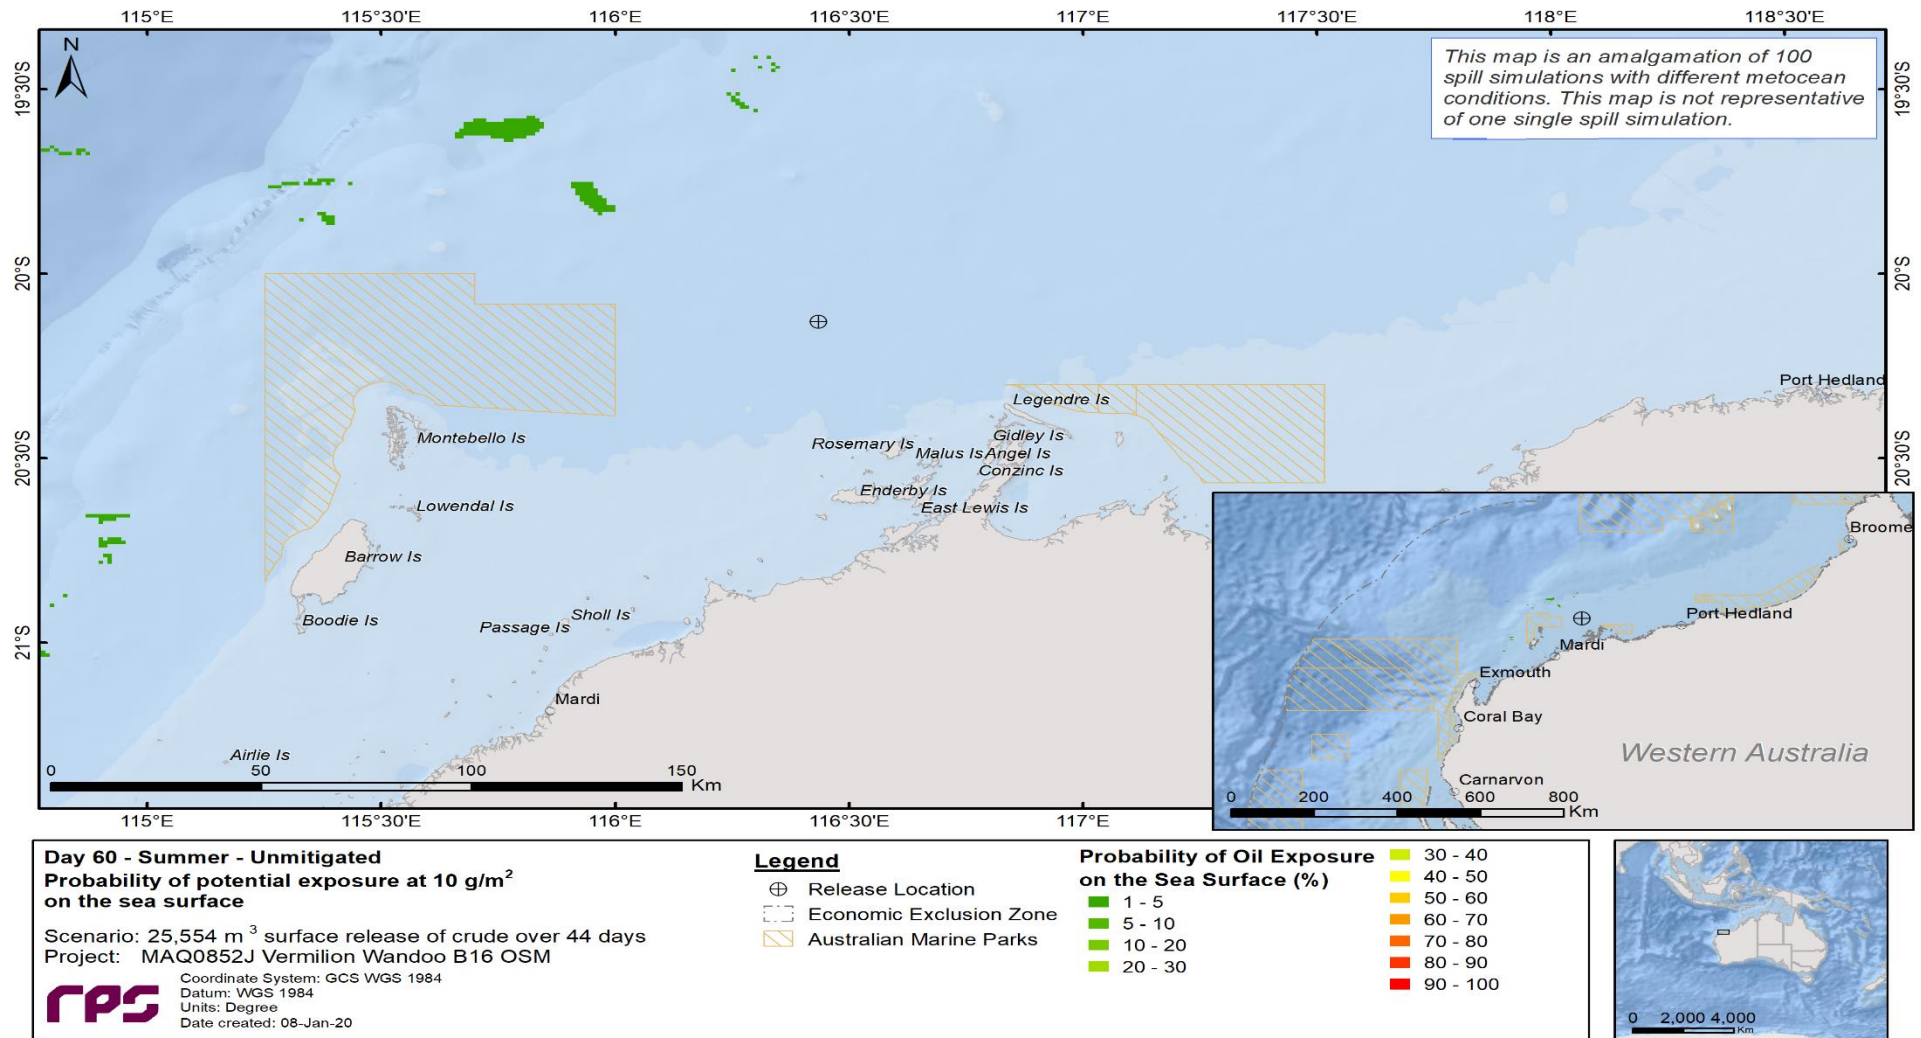 115°E 115°30'E 116°E 116°30'E 117°E 117°30'E 118°E 118°30'E
N
This map is an amalgamation of 100
spill simulations with different metocean
conditions. This map is not representative
of one single spill simulation.
19°30'S
19°30'S
20°S
20°S
Port Hedland
Legendre Is
Montebello Is
Rosemary Is
Gidley Is
Malus Is
Angel Is
Conzinc Is
20°30'S
20°30'S
Enderby Is
Lowendal Is
East Lewis Is
Barrow Is
Boodie Is
Passage Is
Sholl Is
21°S
Mardi
Airlie Is
0 50 100 150
Km
115°E 115°30'E 116°E 116°30'E 117°E
Broome
Port Hedland
Mardi
Exmouth
Coral Bay
Western Australia
Carnarvon
0 200 400 600 800
Km
Day 60 - Summer - Unmitigated
Probability of potential exposure at 10 g/m²
on the sea surface
Scenario: 25,554 m ³ surface release of crude over 44 days
Project: MAQ0852J Vermilion Wandoo B16 OSM
rps
Coordinate System: GCS WGS 1984
Datum: WGS 1984
Units: Degree
Date created: 08-Jan-20
Legend
Release Location
Economic Exclusion Zone
Australian Marine Parks
Probability of Oil Exposure
on the Sea Surface (%)
1 - 5
5 - 10
10 - 20
20 - 30
30 - 40
40 - 50
50 - 60
60 - 70
70 - 80
80 - 90
90 - 100
0 2,000 4,000
Km